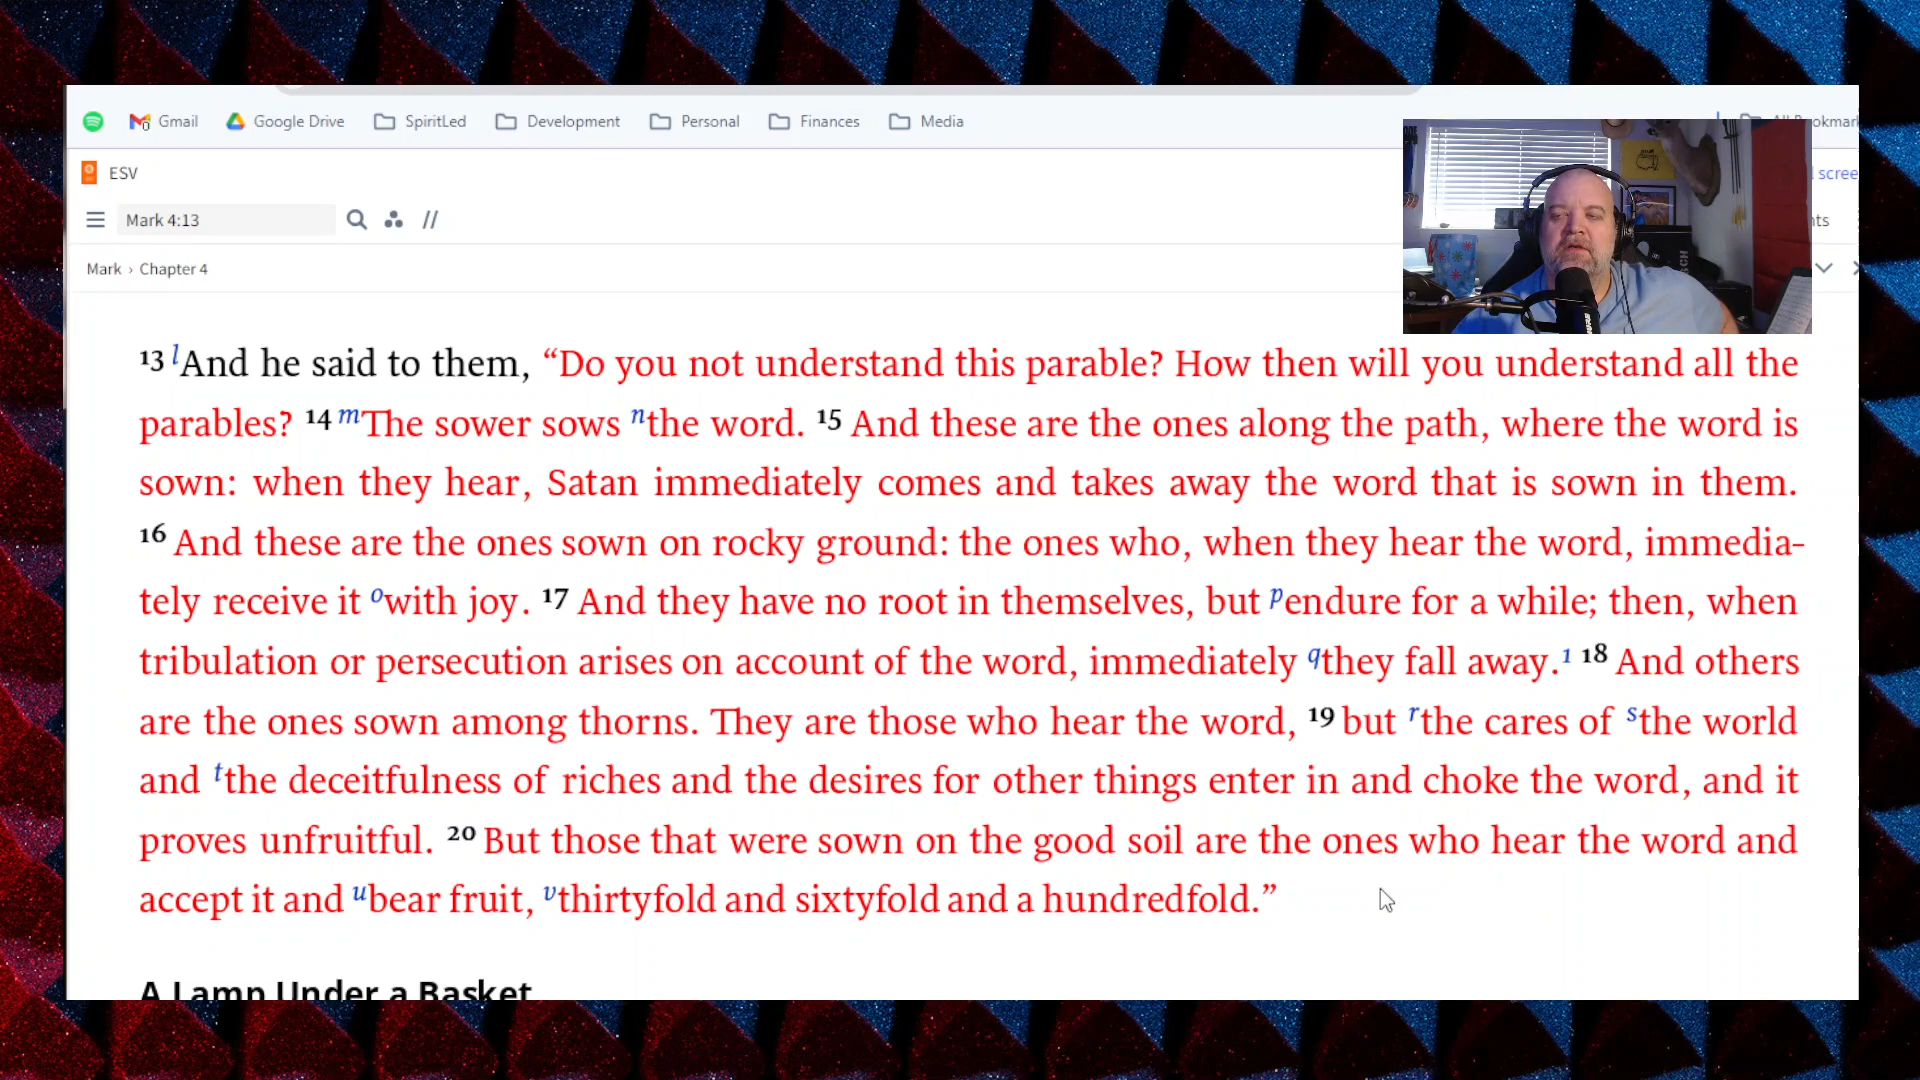 Gmail Google Drive SpiritLed Development Personal Finances Media
ESV
Mark 4:13 //
Mark › Chapter 4
13 l And he said to them, “Do you not understand this parable? How then will you understand all the
parables? 14 m The sower sows n the word. 15 And these are the ones along the path, where the word is
sown: when they hear, Satan immediately comes and takes away the word that is sown in them.
16 And these are the ones sown on rocky ground: the ones who, when they hear the word, immedia-
tely receive it o with joy. 17 And they have no root in themselves, but p endure for a while; then, when
tribulation or persecution arises on account of the word, immediately q they fall away. 1 18 And others
are the ones sown among thorns. They are those who hear the word, 19 but r the cares of s the world
and t the deceitfulness of riches and the desires for other things enter in and choke the word, and it
proves unfruitful. 20 But those that were sown on the good soil are the ones who hear the word and
accept it and u bear fruit, v thirtyfold and sixtyfold and a hundredfold.”
A Lamp Under a Basket